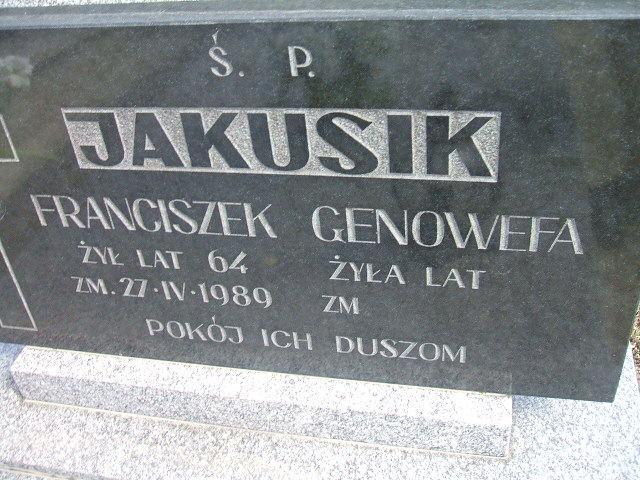 Ś. P.
JAKUSIK
FRANCISZEK GENOWEFA
ŻYŁ LAT 64 ŻYŁA LAT
ZM. 27·IV·1989 ZM
POKÓJ ICH DUSZOM